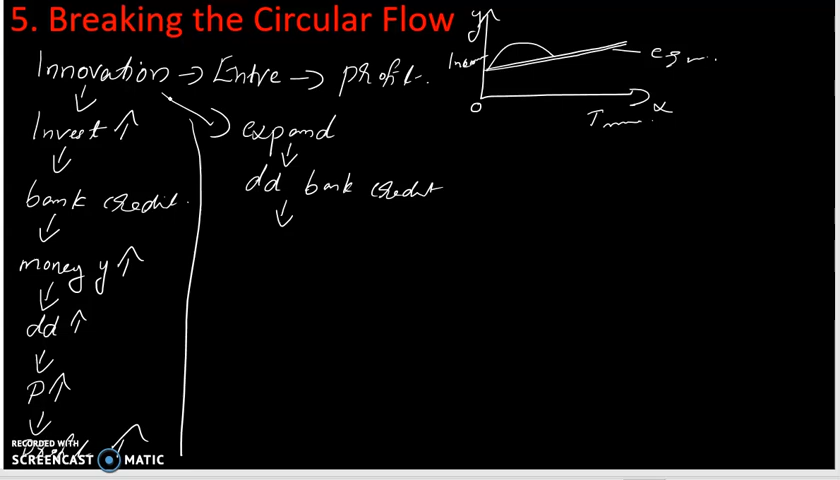 5. Breaking the Circular Flow
Innovation → Entre → Profit.
Invest ↑
bank credit.
money y ↑
dd ↑
P ↑
Profit ↑
expand
dd bank credit
y
O
x
RECORDED WITH
SCREENCAST MATIC